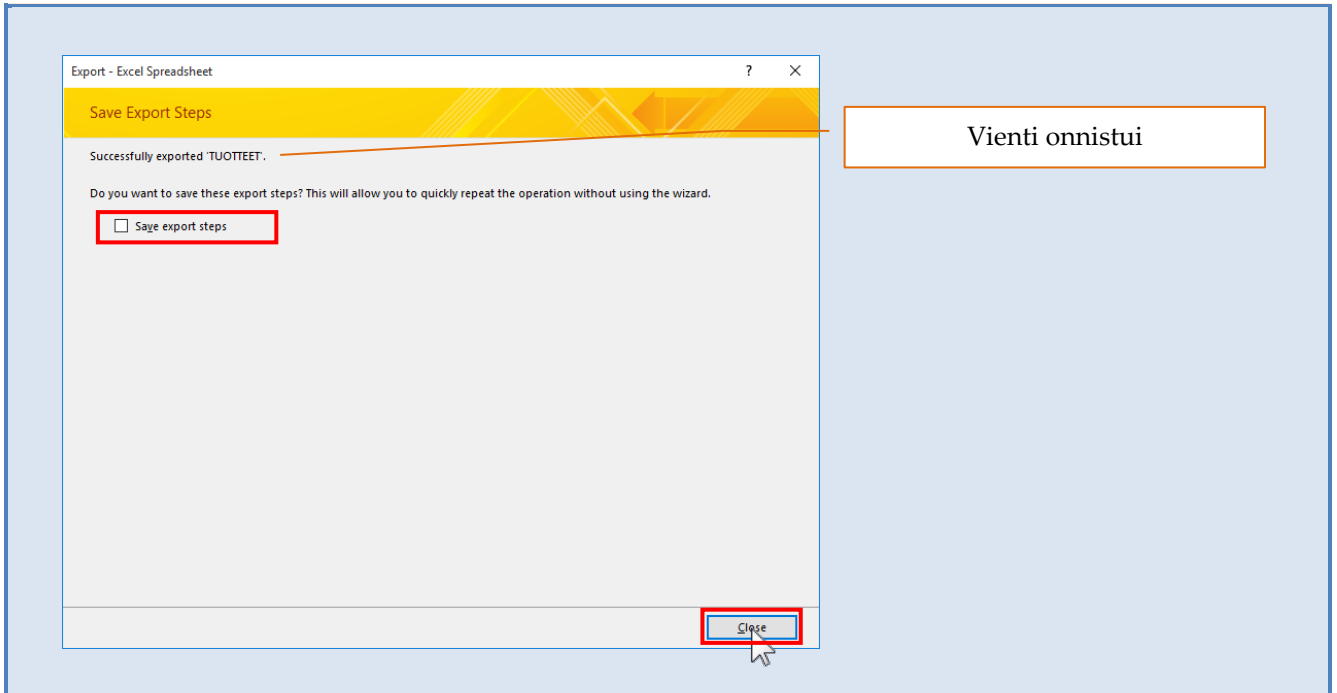 Export - Excel Spreadsheet
?
Save Export Steps
Vienti onnistui
Successfully exported 'TUOTTEET'.
Do you want to save these export steps? This will allow you to quickly repeat the operation without using the wizard.
Save export steps
Close